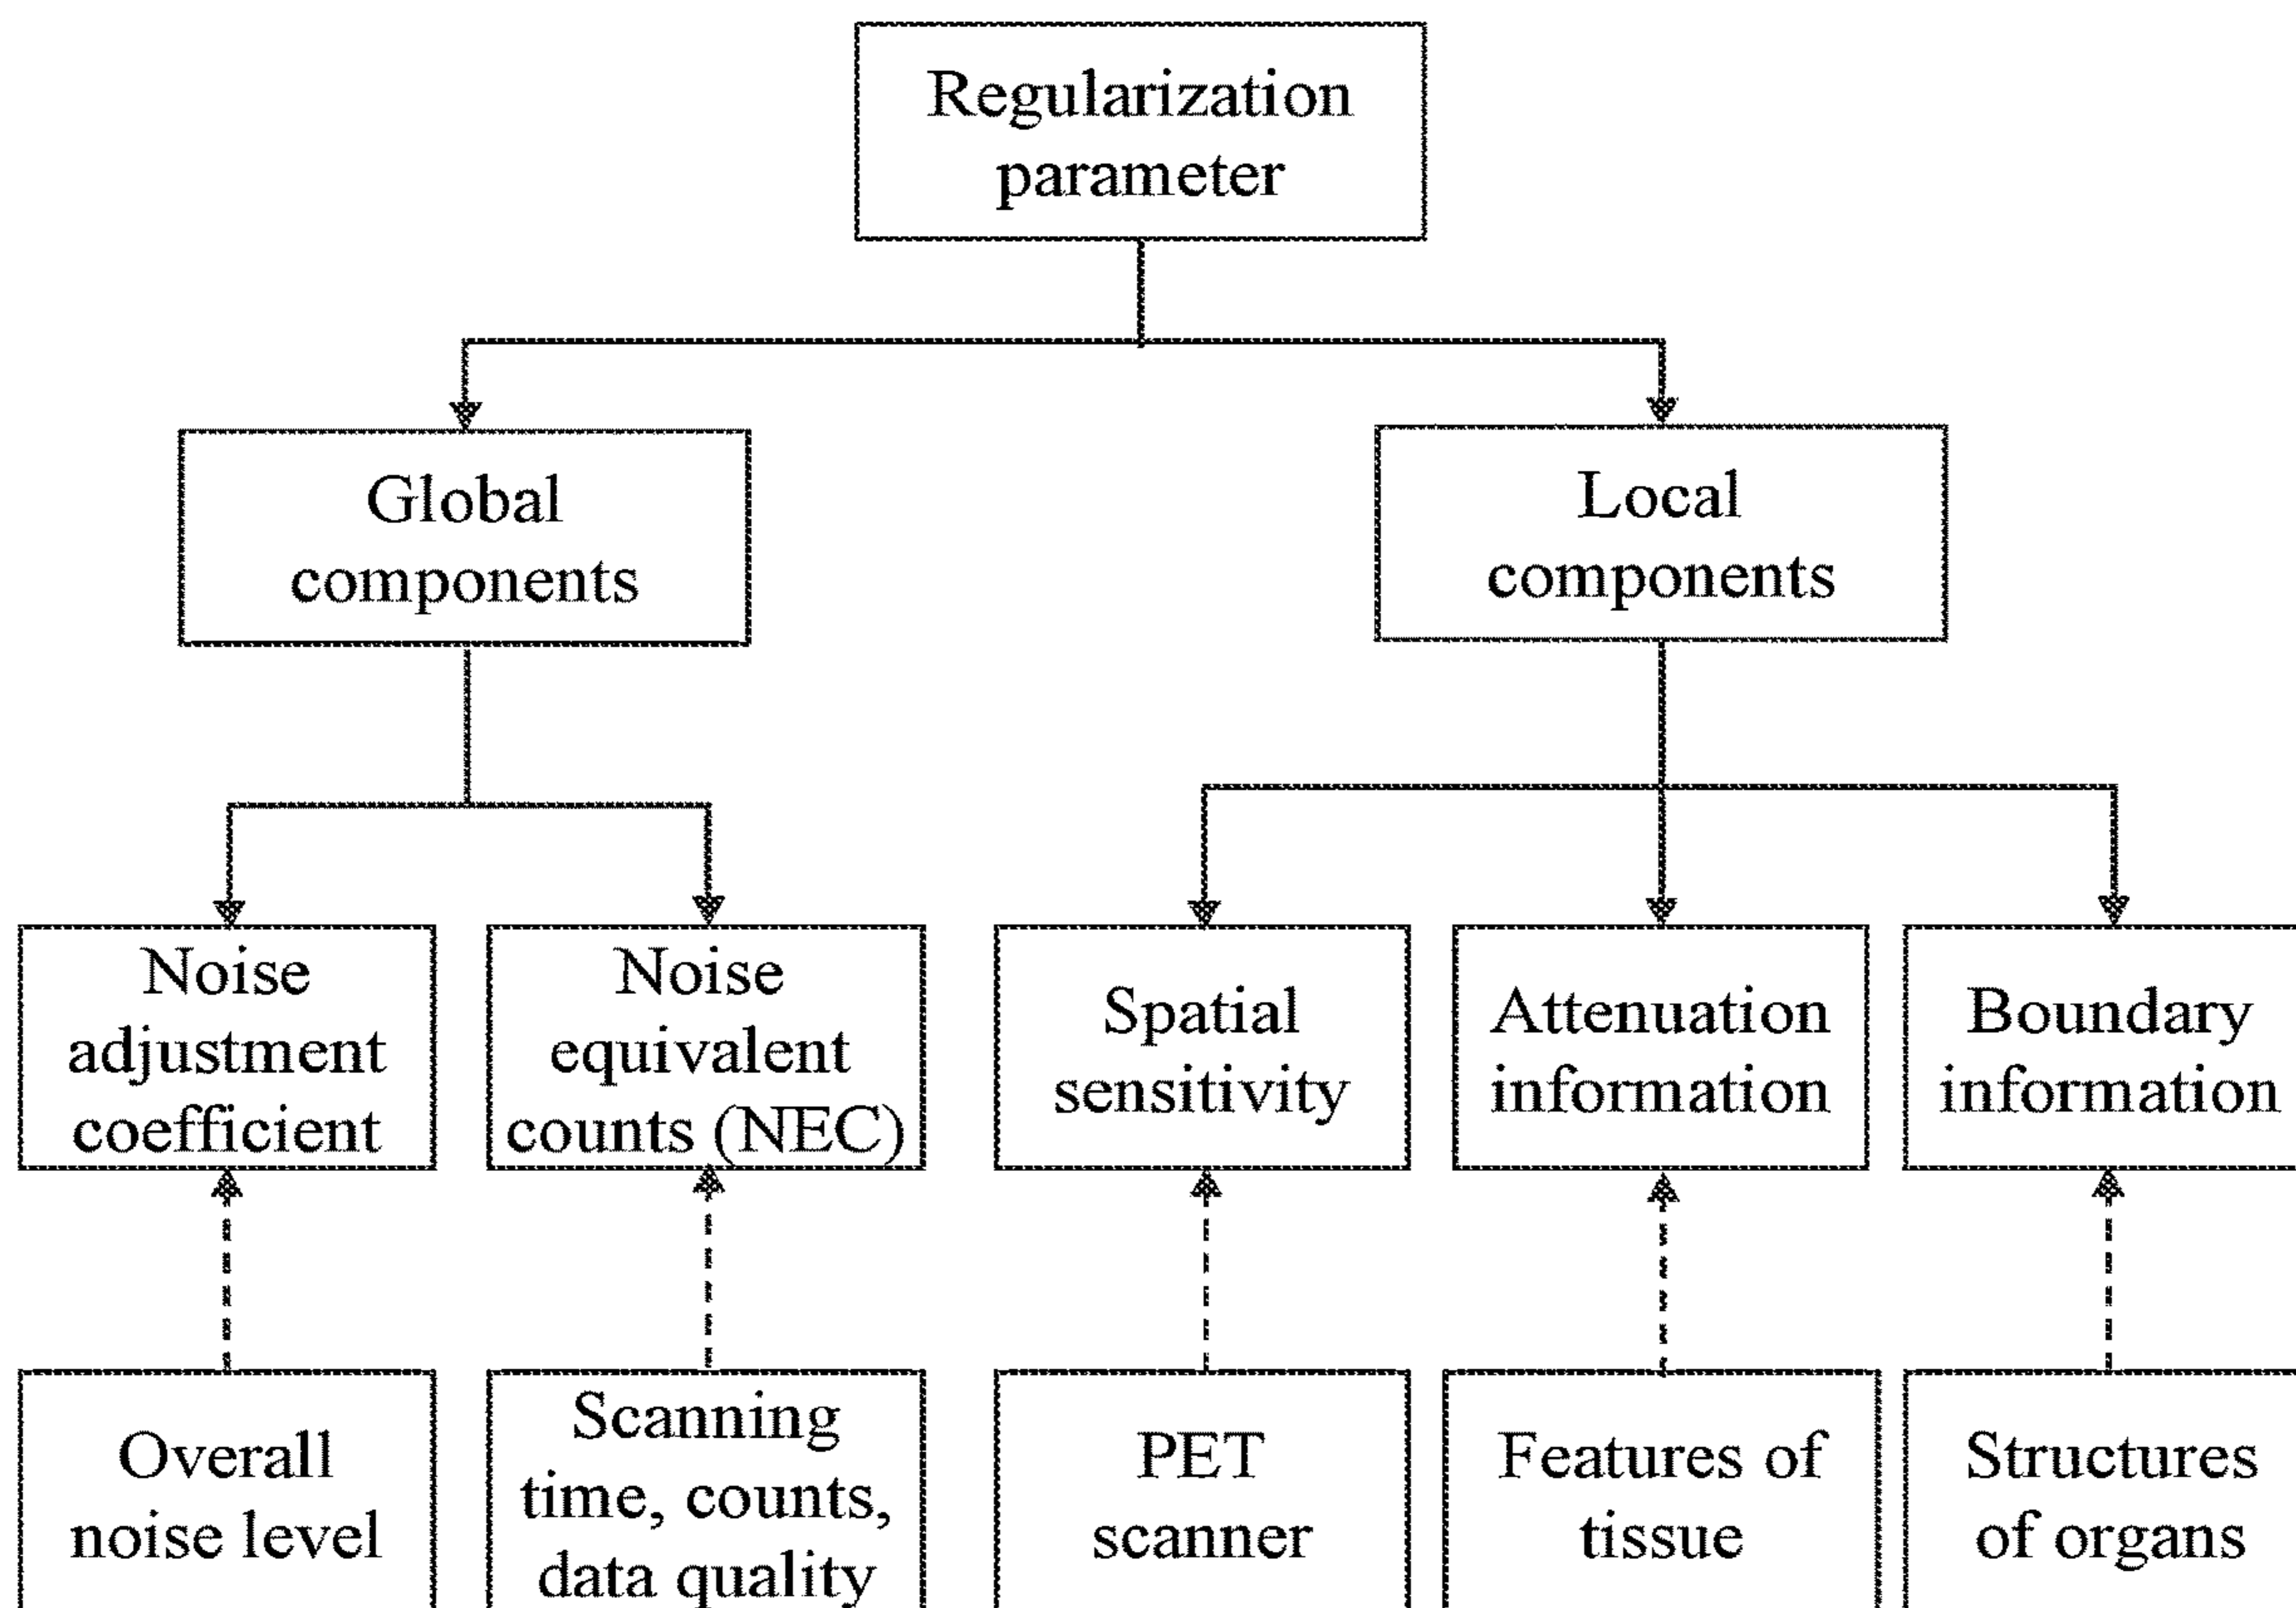 Regularization
parameter
Global
components
Local
components
Noise
adjustment
coefficient
Noise
equivalent
counts (NEC)
Spatial
sensitivity
Attenuation
information
Boundary
information
Overall
noise level
Scanning
time, counts,
data quality
PET
scanner
Features of
tissue
Structures
of organs